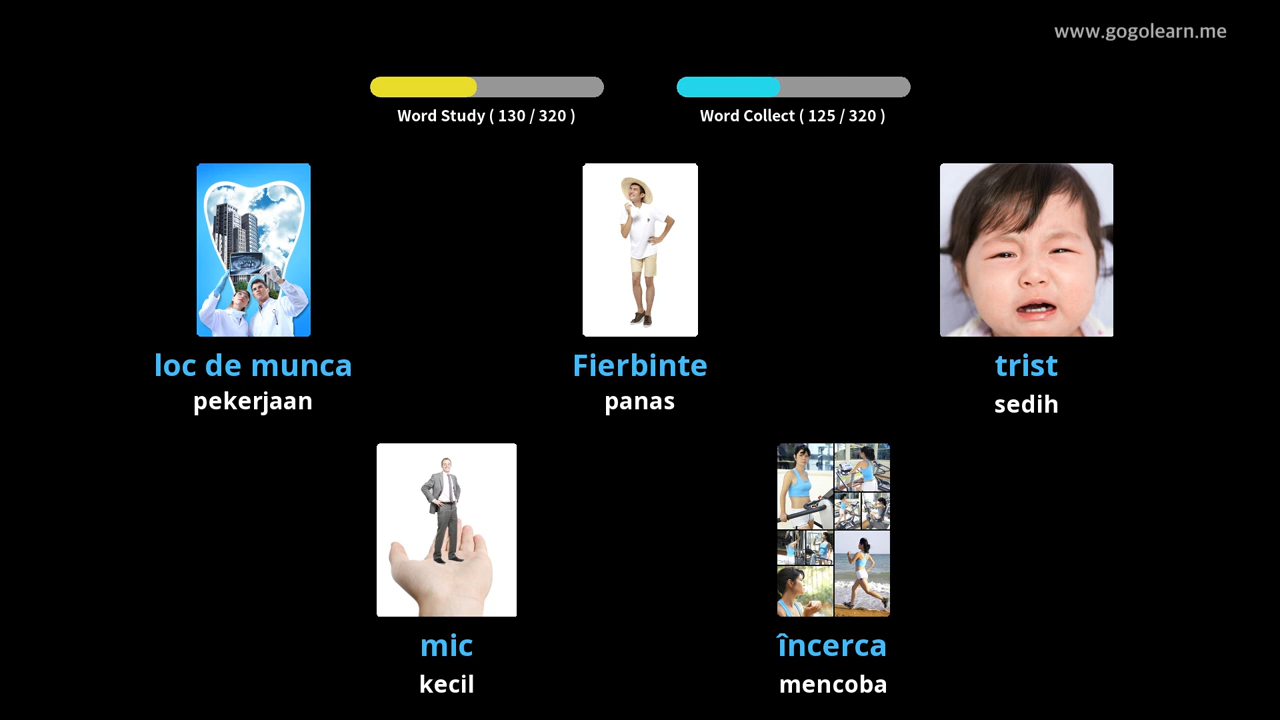 www.gogolearn.me
Word Study ( 130 / 320 )
Word Collect ( 125 / 320 )
loc de munca
pekerjaan
Fierbinte
panas
trist
sedih
mic
kecil
încerca
mencoba